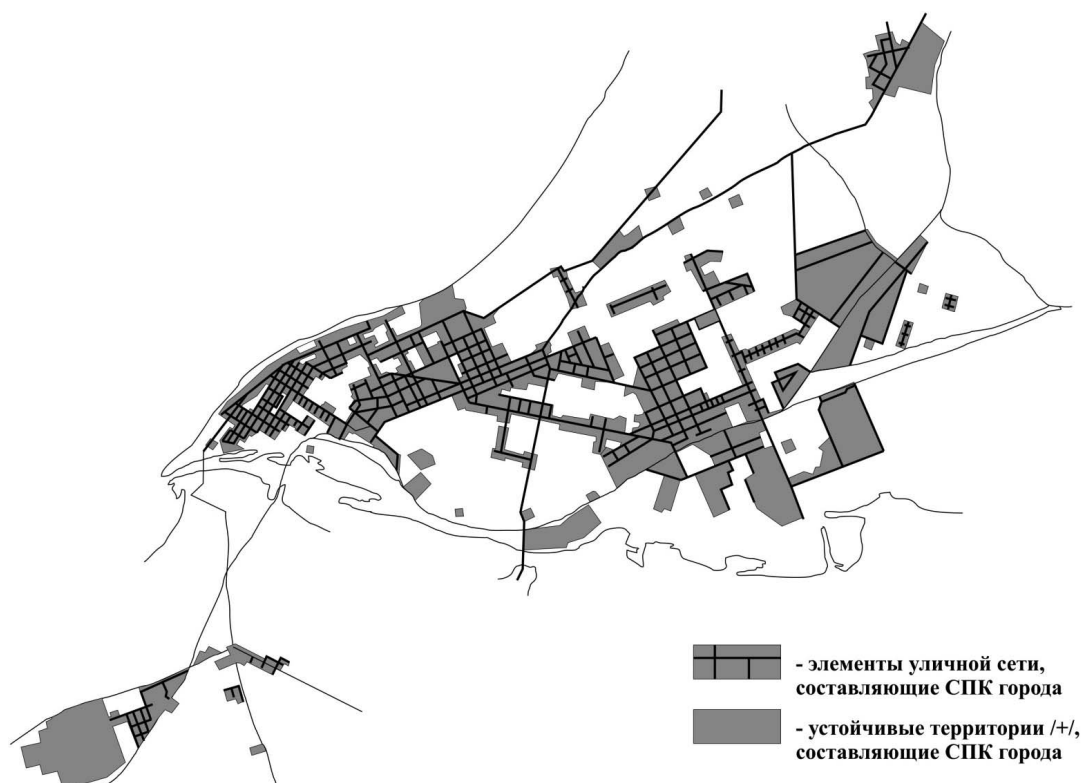 - элементы уличной сети,
составляющие СПК города
- устойчивые территории /+/,
составляющие СПК города